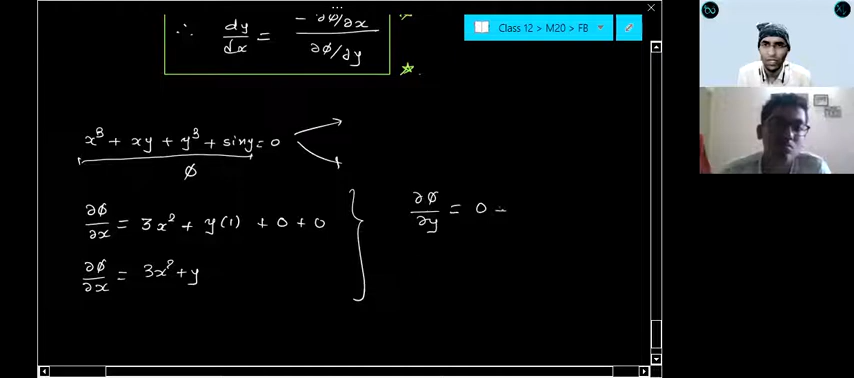 Class 12 > M20 > FB
∴ dy/dx = -∂ø/∂x / ∂ø/∂y
x³ + xy + y³ + siny = 0
ø
∂ø/∂x = 3x² + y(1) + 0 + 0
∂ø/∂y = 0 -
∂ø/∂x = 3x² + y